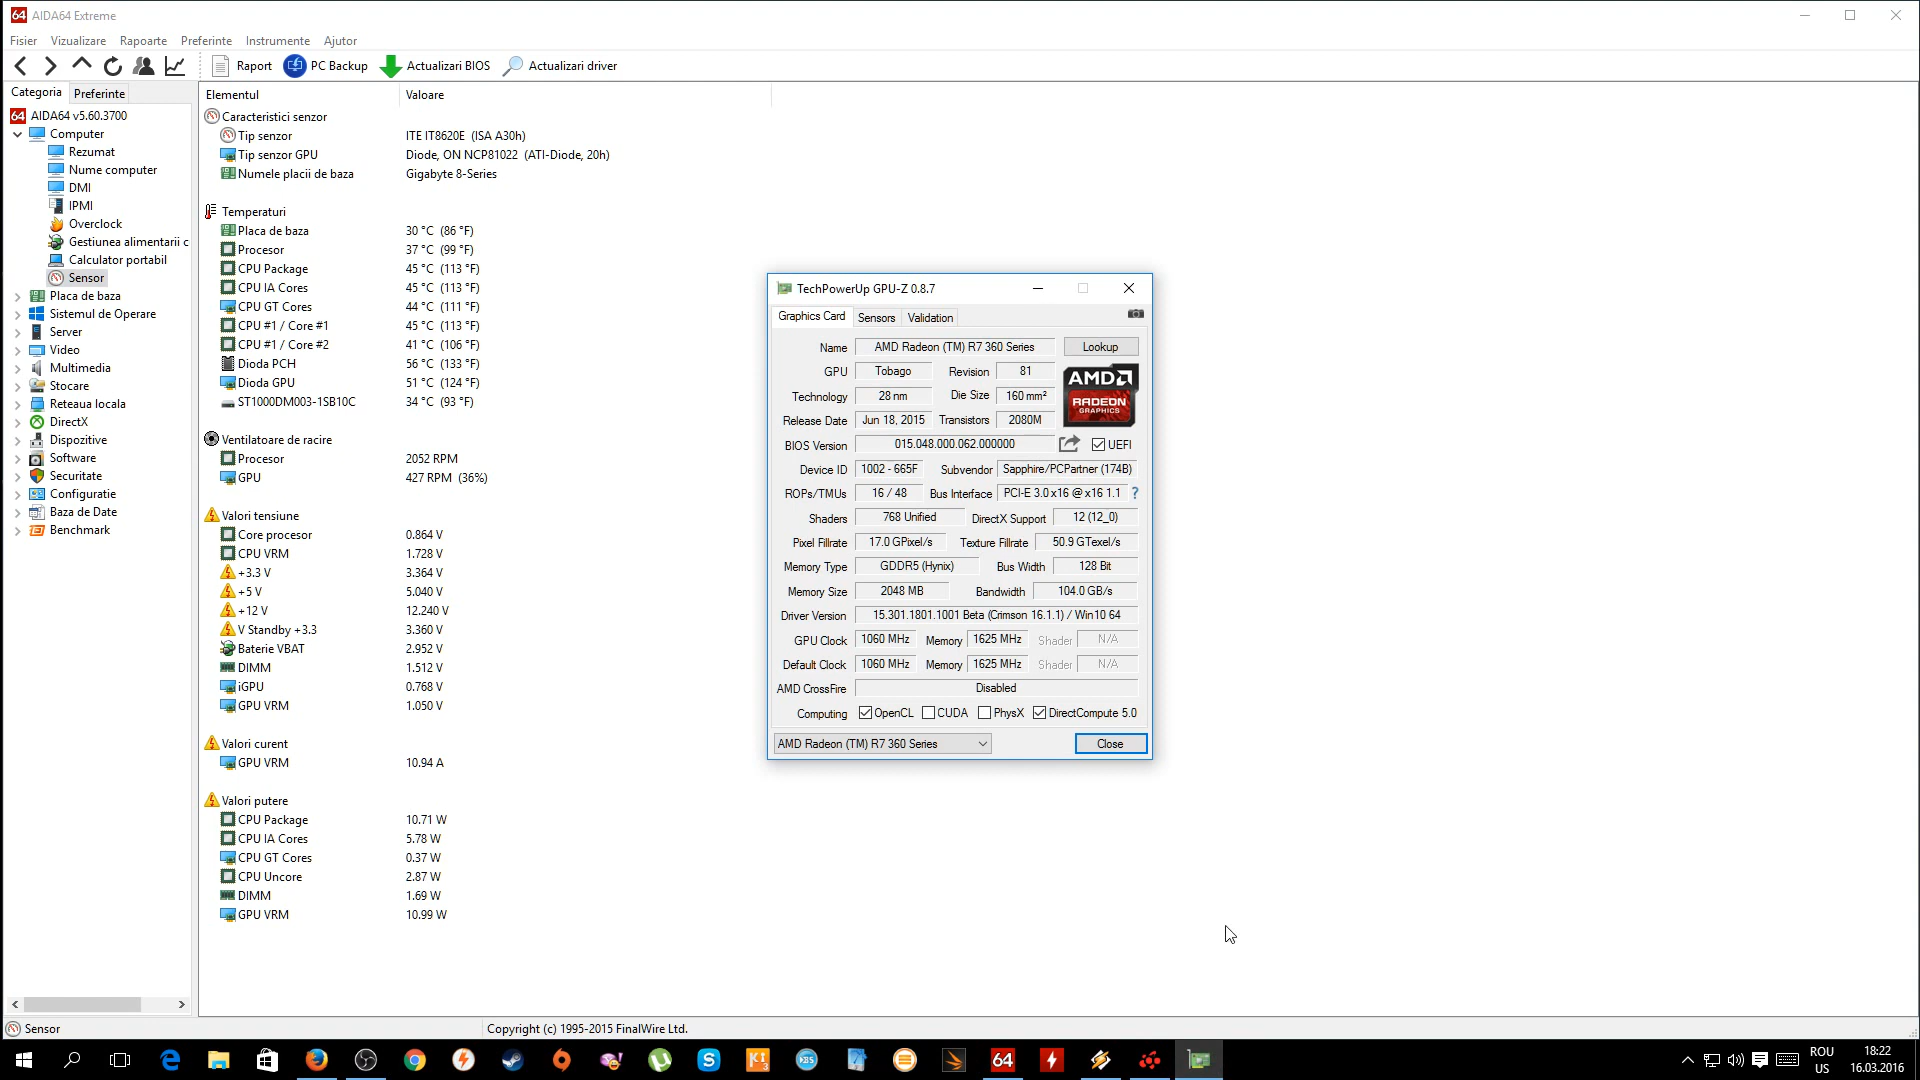 AIDA64 Extreme
Fisier Vizualizare Rapoarte Preferinte Instrumente Ajutor
Raport PC Backup Actualizari BIOS Actualizari driver
Categoria Preferinte
64 AIDA64 v5.60.3700
Computer
Rezumat
Nume computer
DMI
IPMI
Overclock
Gestiunea alimentarii c
Calculator portabil
Sensor
Placa de baza
Sistemul de Operare
Server
Video
Multimedia
Stocare
Reteaua locala
DirectX
Dispozitive
Software
Securitate
Configuratie
Baza de Date
Benchmark
Elementul Valoare
Caracteristici senzor
Tip senzor ITE IT8620E (ISA A30h)
Tip senzor GPU Diode, ON NCP81022 (ATI-Diode, 20h)
Numele placii de baza Gigabyte 8-Series
Temperaturi
Placa de baza 30 °C (86 °F)
Procesor 37 °C (99 °F)
CPU Package 45 °C (113 °F)
CPU IA Cores 45 °C (113 °F)
CPU GT Cores 44 °C (111 °F)
CPU #1 / Core #1 45 °C (113 °F)
CPU #1 / Core #2 41 °C (106 °F)
Dioda PCH 56 °C (133 °F)
Dioda GPU 51 °C (124 °F)
ST1000DM003-1SB10C 34 °C (93 °F)
Ventilatoare de racire
Procesor 2052 RPM
GPU 427 RPM (36%)
Valori tensiune
Core procesor 0.864 V
CPU VRM 1.728 V
+3.3 V 3.364 V
+5 V 5.040 V
+12 V 12.240 V
V Standby +3.3 3.360 V
Baterie VBAT 2.952 V
DIMM 1.512 V
iGPU 0.768 V
GPU VRM 1.050 V
Valori curent
GPU VRM 10.94 A
Valori putere
CPU Package 10.71 W
CPU IA Cores 5.78 W
CPU GT Cores 0.37 W
CPU Uncore 2.87 W
DIMM 1.69 W
GPU VRM 10.99 W
TechPowerUp GPU-Z 0.8.7
Graphics Card Sensors Validation
Name AMD Radeon (TM) R7 360 Series Lookup
GPU Tobago Revision 81
AMD RADEON GRAPHICS
Technology 28 nm Die Size 160 mm²
Release Date Jun 18, 2015 Transistors 2080M
BIOS Version 015.048.000.062.000000 UEFI
Device ID 1002 - 665F Subvendor Sapphire/PCPartner (174B)
ROPs/TMUs 16 / 48 Bus Interface PCI-E 3.0 x16 @ x16 1.1 ?
Shaders 768 Unified DirectX Support 12 (12_0)
Pixel Fillrate 17.0 GPixel/s Texture Fillrate 50.9 GTexel/s
Memory Type GDDR5 (Hynix) Bus Width 128 Bit
Memory Size 2048 MB Bandwidth 104.0 GB/s
Driver Version 15.301.1801.1001 Beta (Crimson 16.1.1) / Win10 64
GPU Clock 1060 MHz Memory 1625 MHz Shader N/A
Default Clock 1060 MHz Memory 1625 MHz Shader N/A
AMD CrossFire Disabled
Computing OpenCL CUDA PhysX DirectCompute 5.0
AMD Radeon (TM) R7 360 Series Close
Sensor Copyright (c) 1995-2015 FinalWire Ltd.
64
ROU
US
18:22
16.03.2016